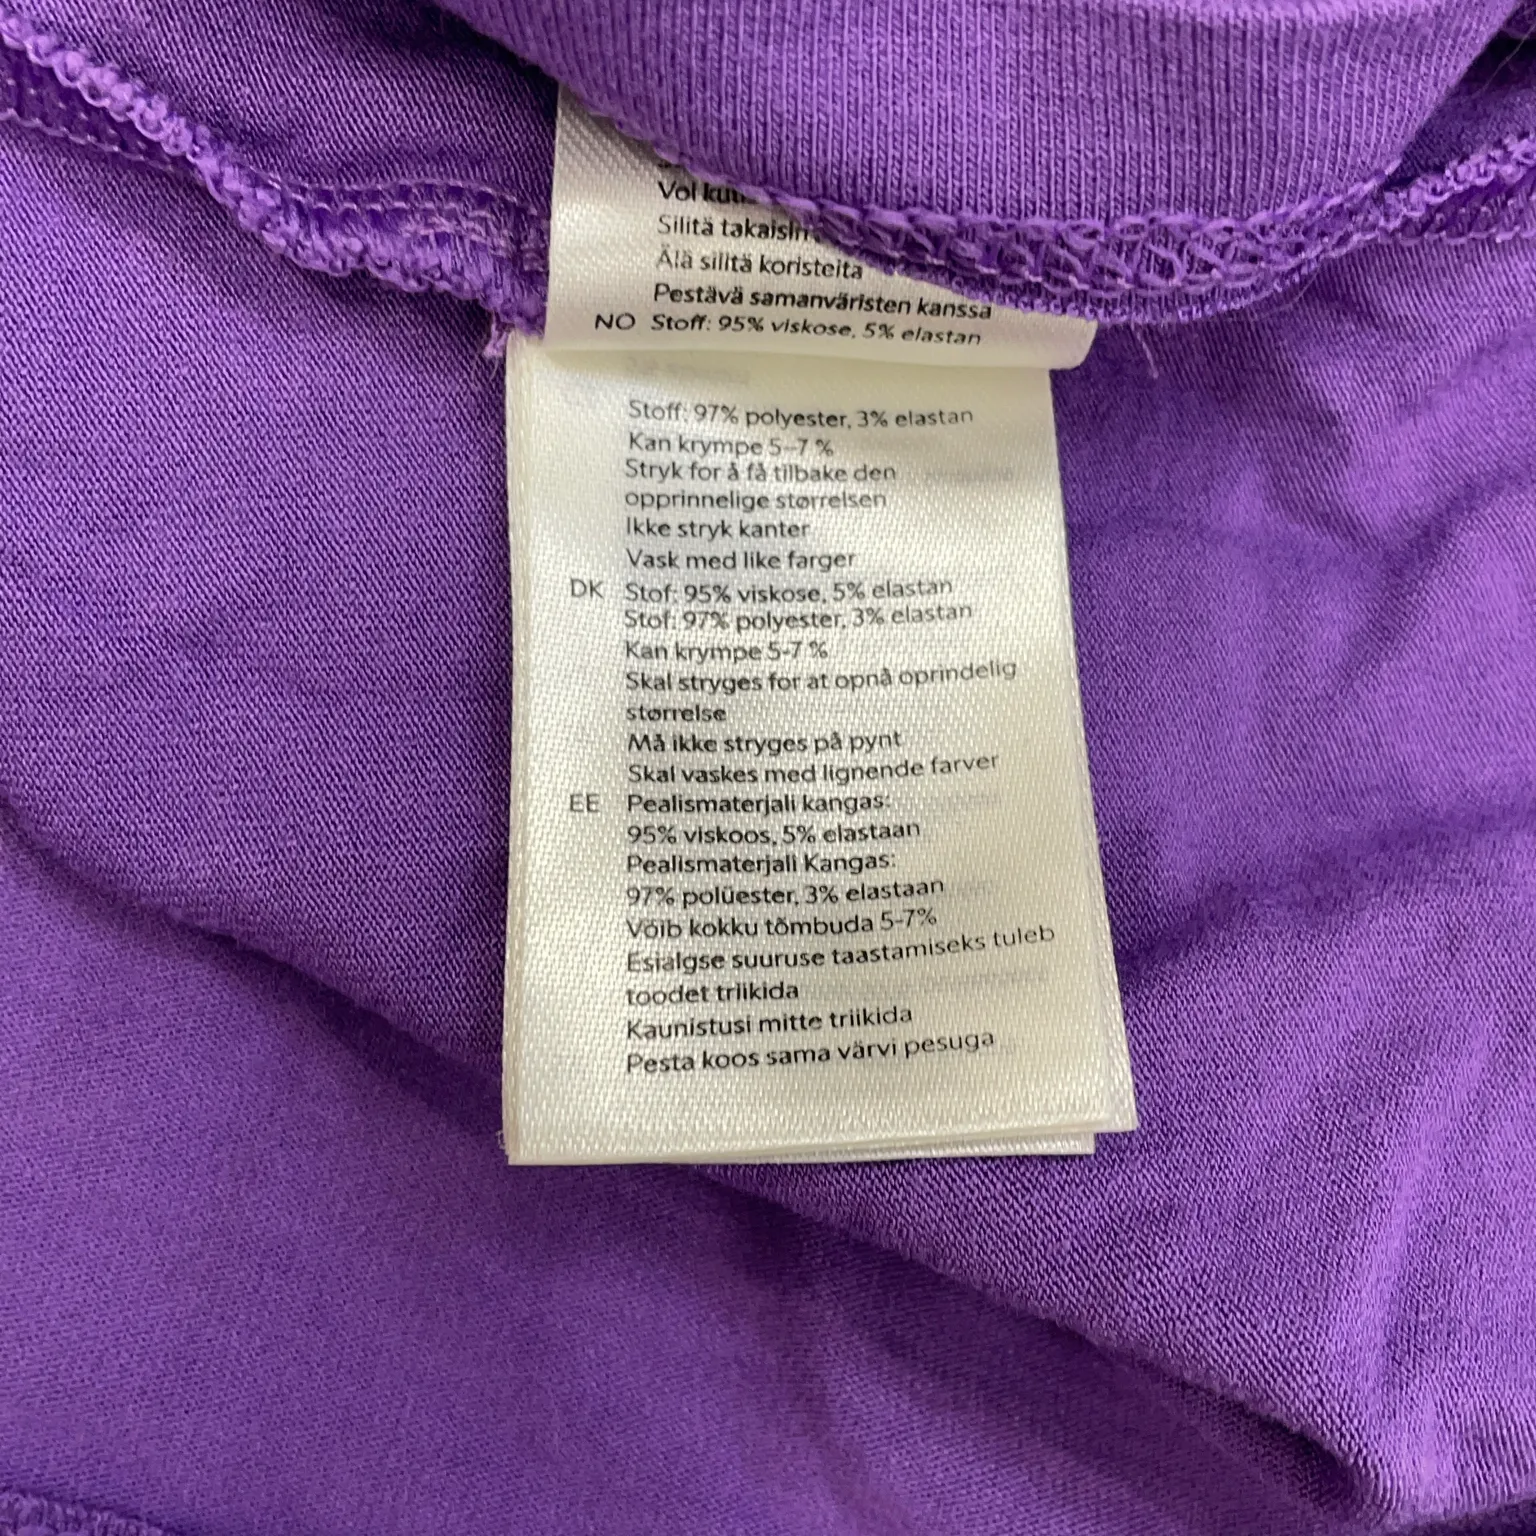 Silitä takaisin
Älä silitä koristeita
Pestävä samanväristen kanssa
NO Stoff: 95% viskose, 5% elastan
Stoff: 97% polyester, 3% elastan
Kan krympe 5-7 %
Stryk for å få tilbake den
opprinnelige størrelsen
Ikke stryk kanter
Vask med like farger
DK Stof: 95% viskose, 5% elastan
Stof: 97% polyester, 3% elastan
Kan krympe 5-7 %
Skal stryges for at opnå oprindelig
størrelse
Må ikke stryges på pynt
Skal vaskes med lignende farver
EE Pealismaterjali kangas:
95% viskoos, 5% elastaan
Pealismaterjali Kangas:
97% polüester, 3% elastaan
Võib kokku tõmbuda 5-7%
Esialgse suuruse taastamiseks tuleb
toodet triikida
Kaunistusi mitte triikida
Pesta koos sama värvi pesuga